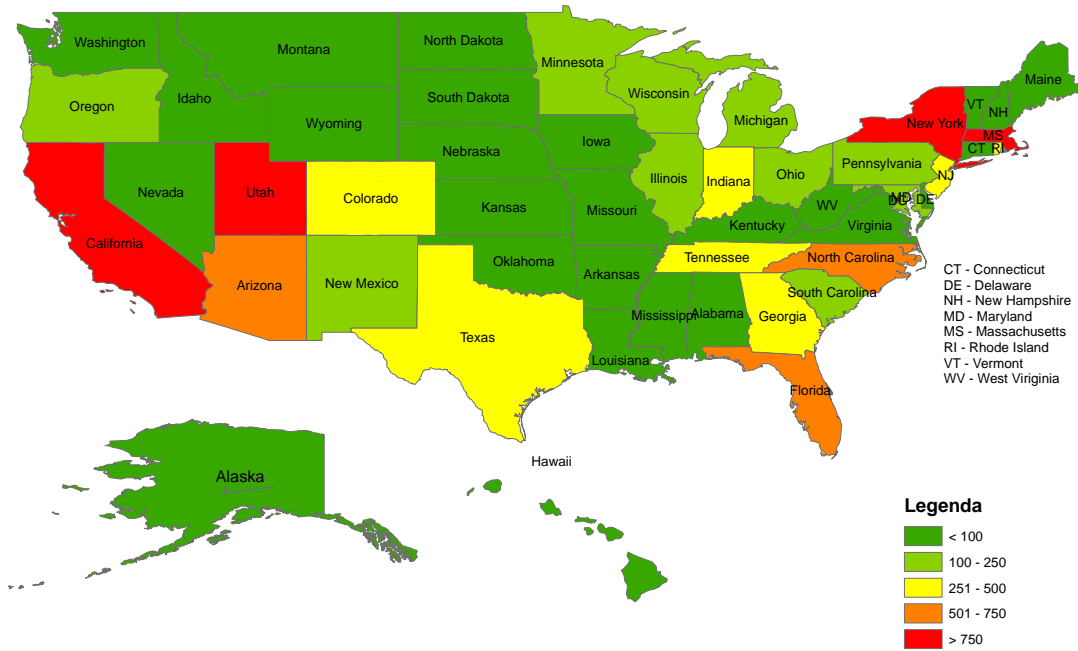 Washington
Montana
North Dakota
Minnesota
Maine
VT
NH
Oregon
Idaho
South Dakota
Wisconsin
Michigan
New York
MS
Wyoming
Iowa
CT
RI
Nebraska
Pennsylvania
Nevada
Utah
Colorado
Kansas
Missouri
Illinois
Indiana
Ohio
NJ
MD
DC
DE
WV
Virginia
Kentucky
California
Arizona
New Mexico
Oklahoma
Arkansas
Tennessee
North Carolina
South Carolina
Texas
Mississippi
Alabama
Georgia
Louisiana
Florida
CT - Connecticut
DE - Delaware
NH - New Hampshire
MD - Maryland
MS - Massachusetts
RI - Rhode Island
VT - Vermont
WV - West Viriginia
Hawaii
Alaska
Legenda
< 100
100 - 250
251 - 500
501 - 750
> 750